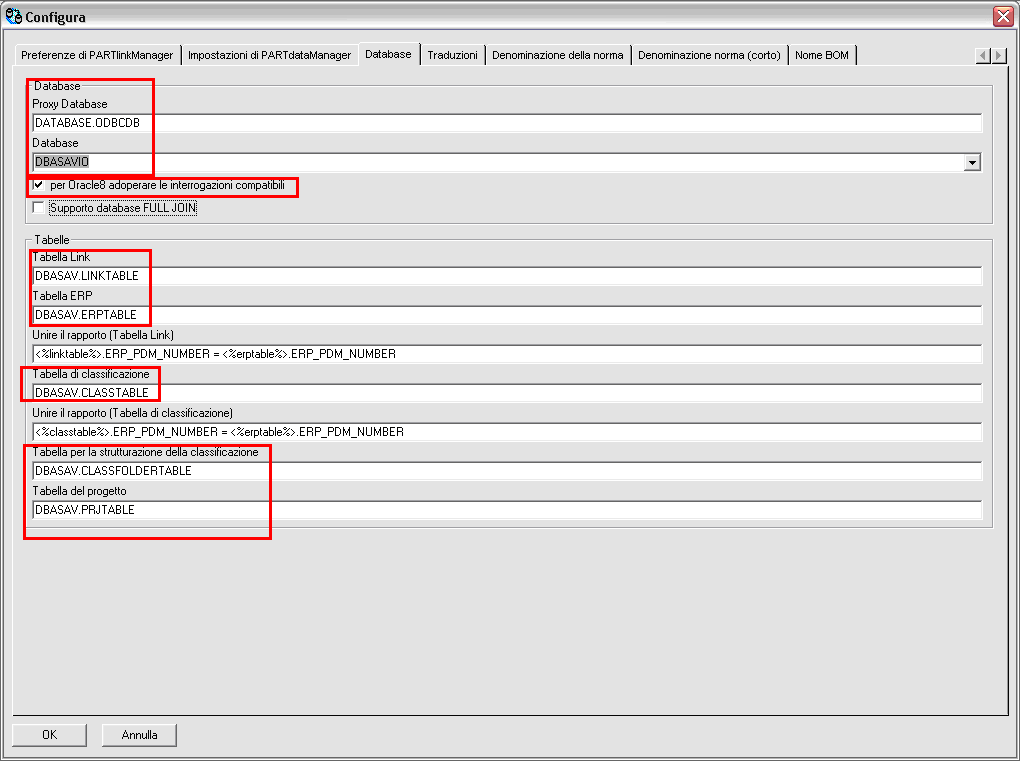 Configura
Preferenze di PARTlinkManager Impostazioni di PARTdataManager Database Traduzioni Denominazione della norma Denominazione norma (corto) Nome BOM
Database
Proxy Database
DATABASE.ODBCDB
Database
DBASAVIO
per Oracle8 adoperare le interrogazioni compatibili
Supporto database FULL JOIN
Tabelle
Tabella Link
DBASAV.LINKTABLE
Tabella ERP
DBASAV.ERPTABLE
Unire il rapporto (Tabella Link)
<%linktable%>.ERP_PDM_NUMBER = <%erptable%>.ERP_PDM_NUMBER
Tabella di classificazione
DBASAV.CLASSTABLE
Unire il rapporto (Tabella di classificazione)
<%classtable%>.ERP_PDM_NUMBER = <%erptable%>.ERP_PDM_NUMBER
Tabella per la strutturazione della classificazione
DBASAV.CLASSFOLDERTABLE
Tabella del progetto
DBASAV.PRJTABLE
OK Annulla